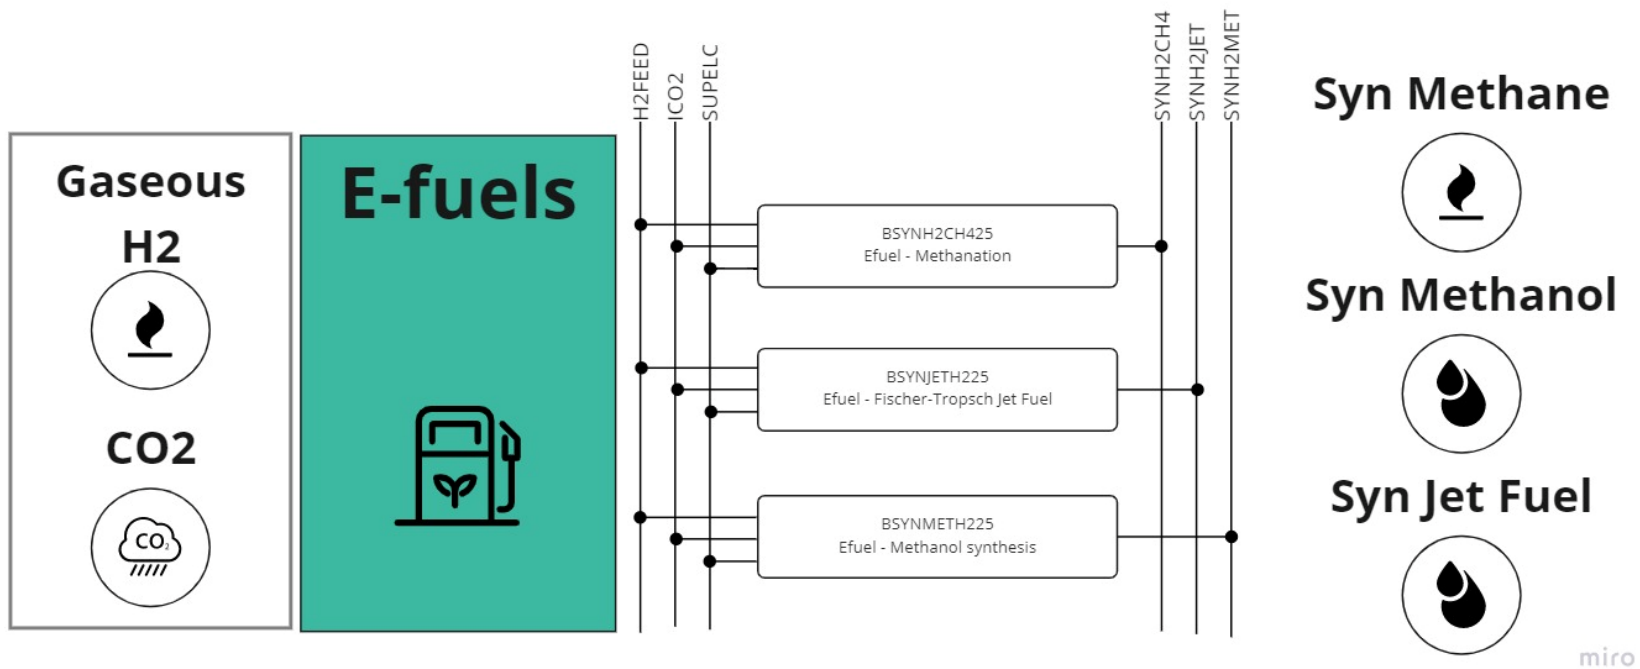 Gaseous
H2
CO2
CO2
E-fuels
H2FEED
ICO2
SUPELC
BSYNH2CH425
Efuel - Methanation
BSYNJETH225
Efuel - Fischer-Tropsch Jet Fuel
BSYNMETH225
Efuel - Methanol synthesis
SYNH2CH4
SYNH2JET
SYNH2MET
Syn Methane
Syn Methanol
Syn Jet Fuel
miro